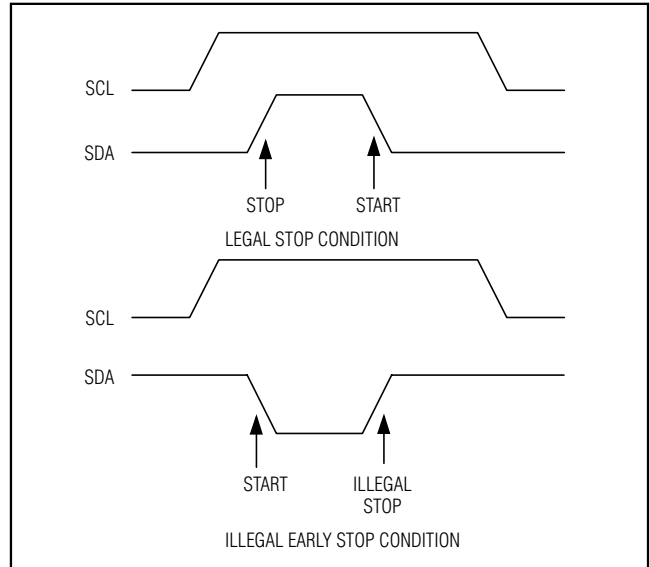 SCL
SDA
STOP START
LEGAL STOP CONDITION
SCL
SDA
START ILLEGAL
STOP
ILLEGAL EARLY STOP CONDITION